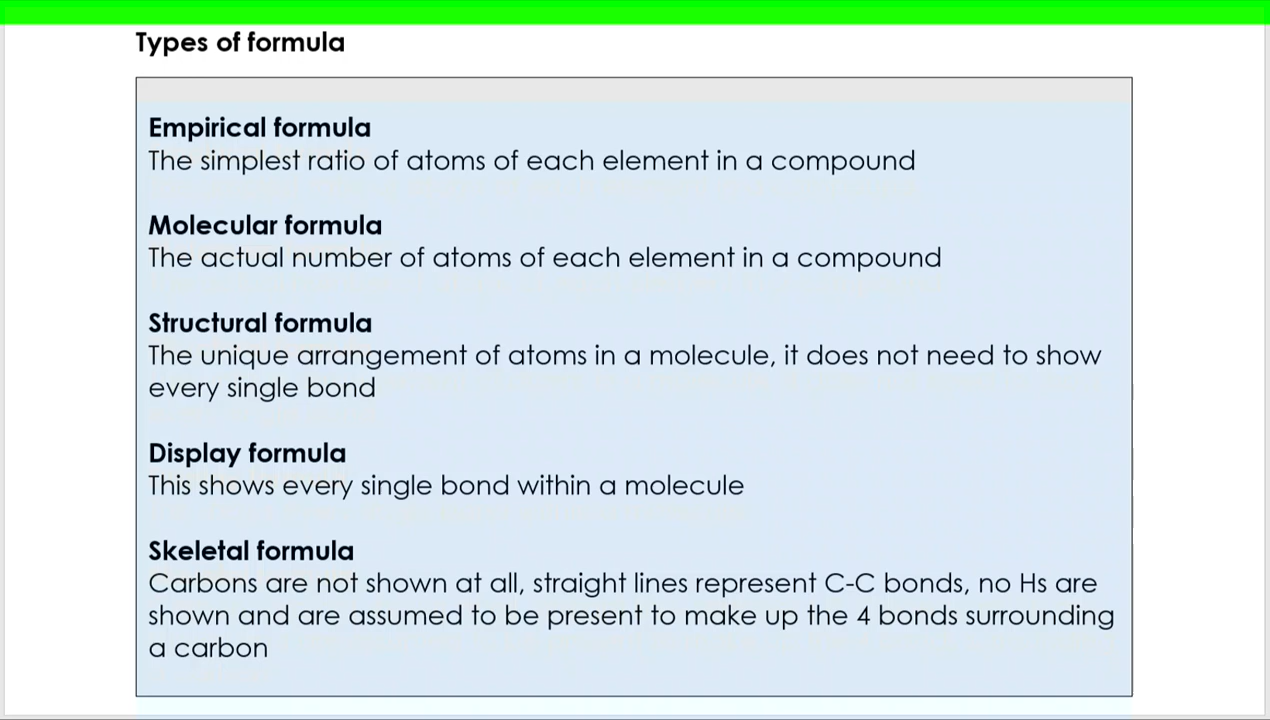 Types of formula
Empirical formula
The simplest ratio of atoms of each element in a compound
Molecular formula
The actual number of atoms of each element in a compound
Structural formula
The unique arrangement of atoms in a molecule, it does not need to show
every single bond
Display formula
This shows every single bond within a molecule
Skeletal formula
Carbons are not shown at all, straight lines represent C-C bonds, no Hs are
shown and are assumed to be present to make up the 4 bonds surrounding
a carbon